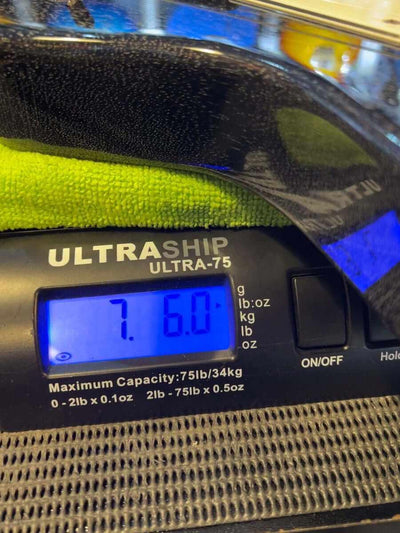 ULTRASHIP
ULTRA-75
7. 6.0
g
lb:oz
kg
lb
oz
ON/OFF
Hold
Maximum Capacity:75lb/34kg
0 - 2lb x 0.1oz 2lb - 75lb x 0.5oz